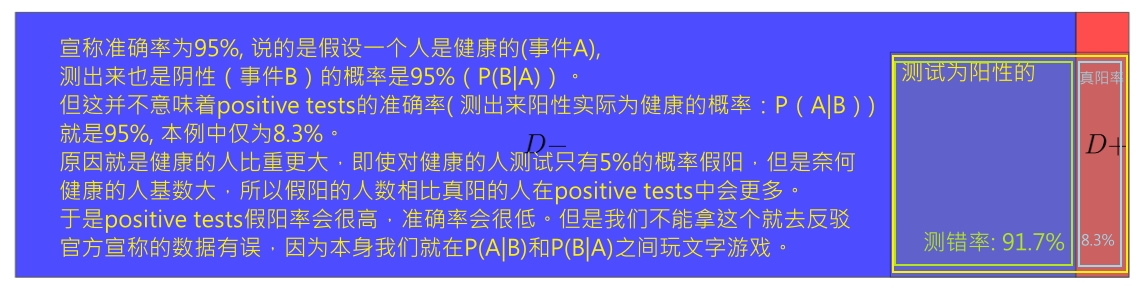 宣称准确率为95%, 说的是假设一个人是健康的(事件A),
测出来也是阴性（事件B）的概率是95%（P(B|A)）。
但这并不意味着positive tests的准确率( 测出来阳性实际为健康的概率：P（A|B））
就是95%, 本例中仅为8.3%。
原因就是健康的人比重更大，即使对健康的人测试只有5%的概率假阳，但是奈何
健康的人基数大，所以假阳的人数相比真阳的人在positive tests中会更多。
于是positive tests假阳率会很高，准确率会很低。但是我们不能拿这个就去反驳
官方宣称的数据有误，因为本身我们就在P(A|B)和P(B|A)之间玩文字游戏。
D−
测试为阳性的
测错率: 91.7%
真阳率
D+
8.3%